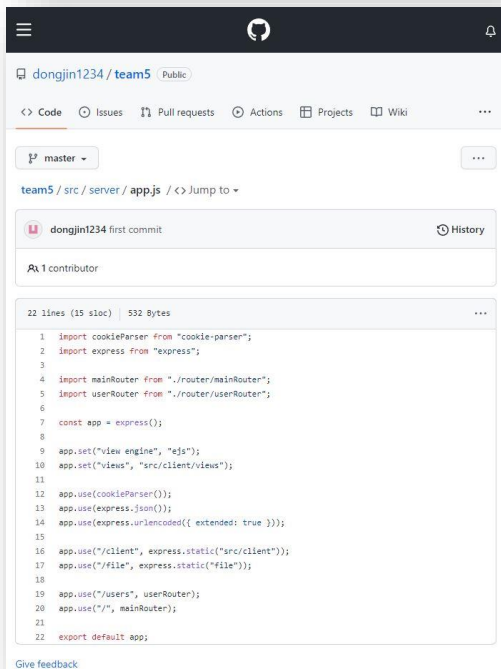 dongjin1234 / team5 Public
<> Code Issues Pull requests Actions Projects Wiki ...
master ...
team5 / src / server / app.js / <> Jump to
dongjin1234 first commit History
1 contributor
22 lines (15 sloc) 532 Bytes ...
1 import cookieParser from "cookie-parser";
2 import express from "express";
3
4 import mainRouter from "./router/mainRouter";
5 import userRouter from "./router/userRouter";
6
7 const app = express();
8
9 app.set("view engine", "ejs");
10 app.set("views", "src/client/views");
11
12 app.use(cookieParser());
13 app.use(express.json());
14 app.use(express.urlencoded({ extended: true }));
15
16 app.use("/client", express.static("src/client"));
17 app.use("/file", express.static("file"));
18
19 app.use("/users", userRouter);
20 app.use("/", mainRouter);
21
22 export default app;
Give feedback